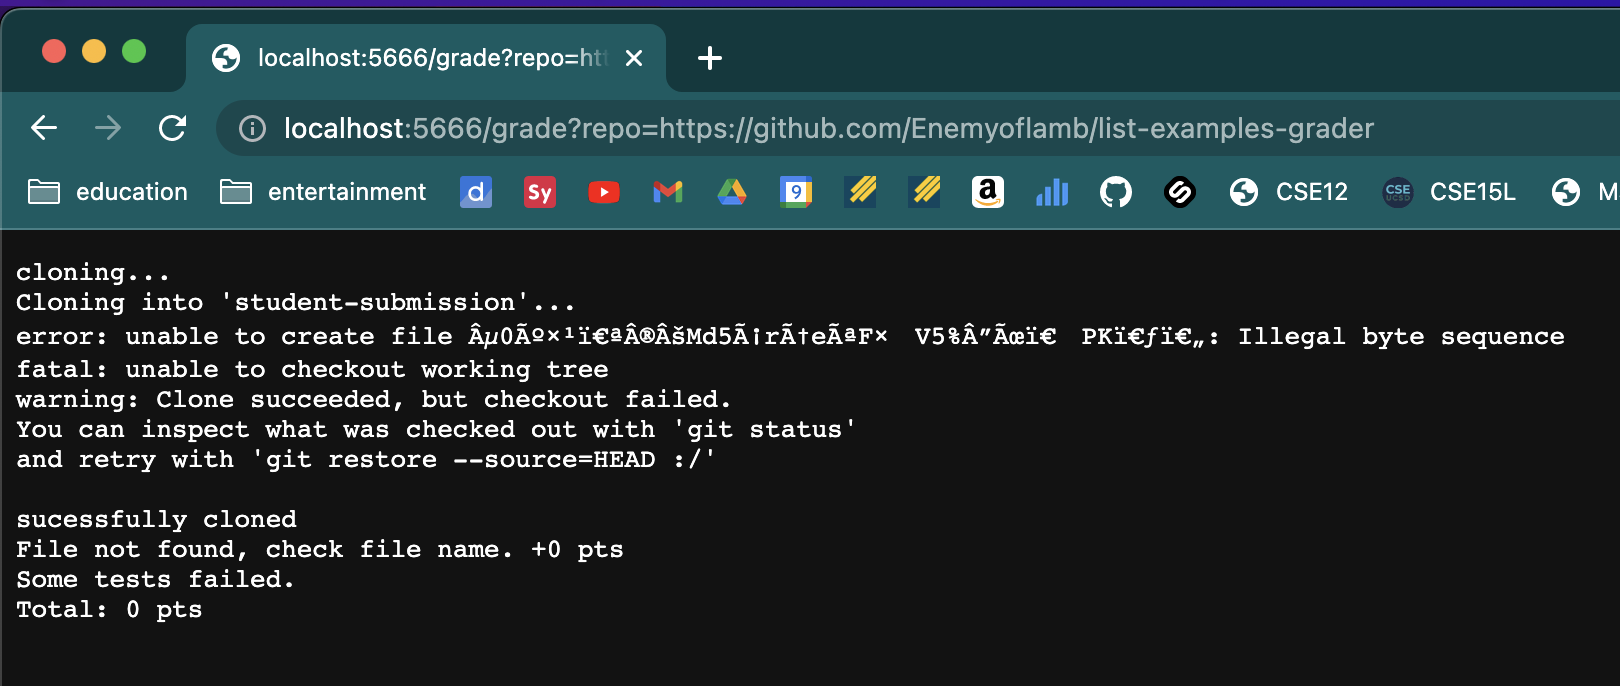 localhost:5666/grade?repo=htt
localhost:5666/grade?repo=https://github.com/Enemyoflamb/list-examples-grader
education entertainment d Sy 9 a CSE12 CSE UCSD CSE15L M
cloning...
Cloning into 'student-submission'...
error: unable to create file Âµ0Ãº×¹ï€ªÂ®ÂšMd5Ã¡rÃ†eÃªF× V5%Â”Ãœï€ PKï€ƒï€„: Illegal byte sequence
fatal: unable to checkout working tree
warning: Clone succeeded, but checkout failed.
You can inspect what was checked out with 'git status'
and retry with 'git restore --source=HEAD :/'
sucessfully cloned
File not found, check file name. +0 pts
Some tests failed.
Total: 0 pts